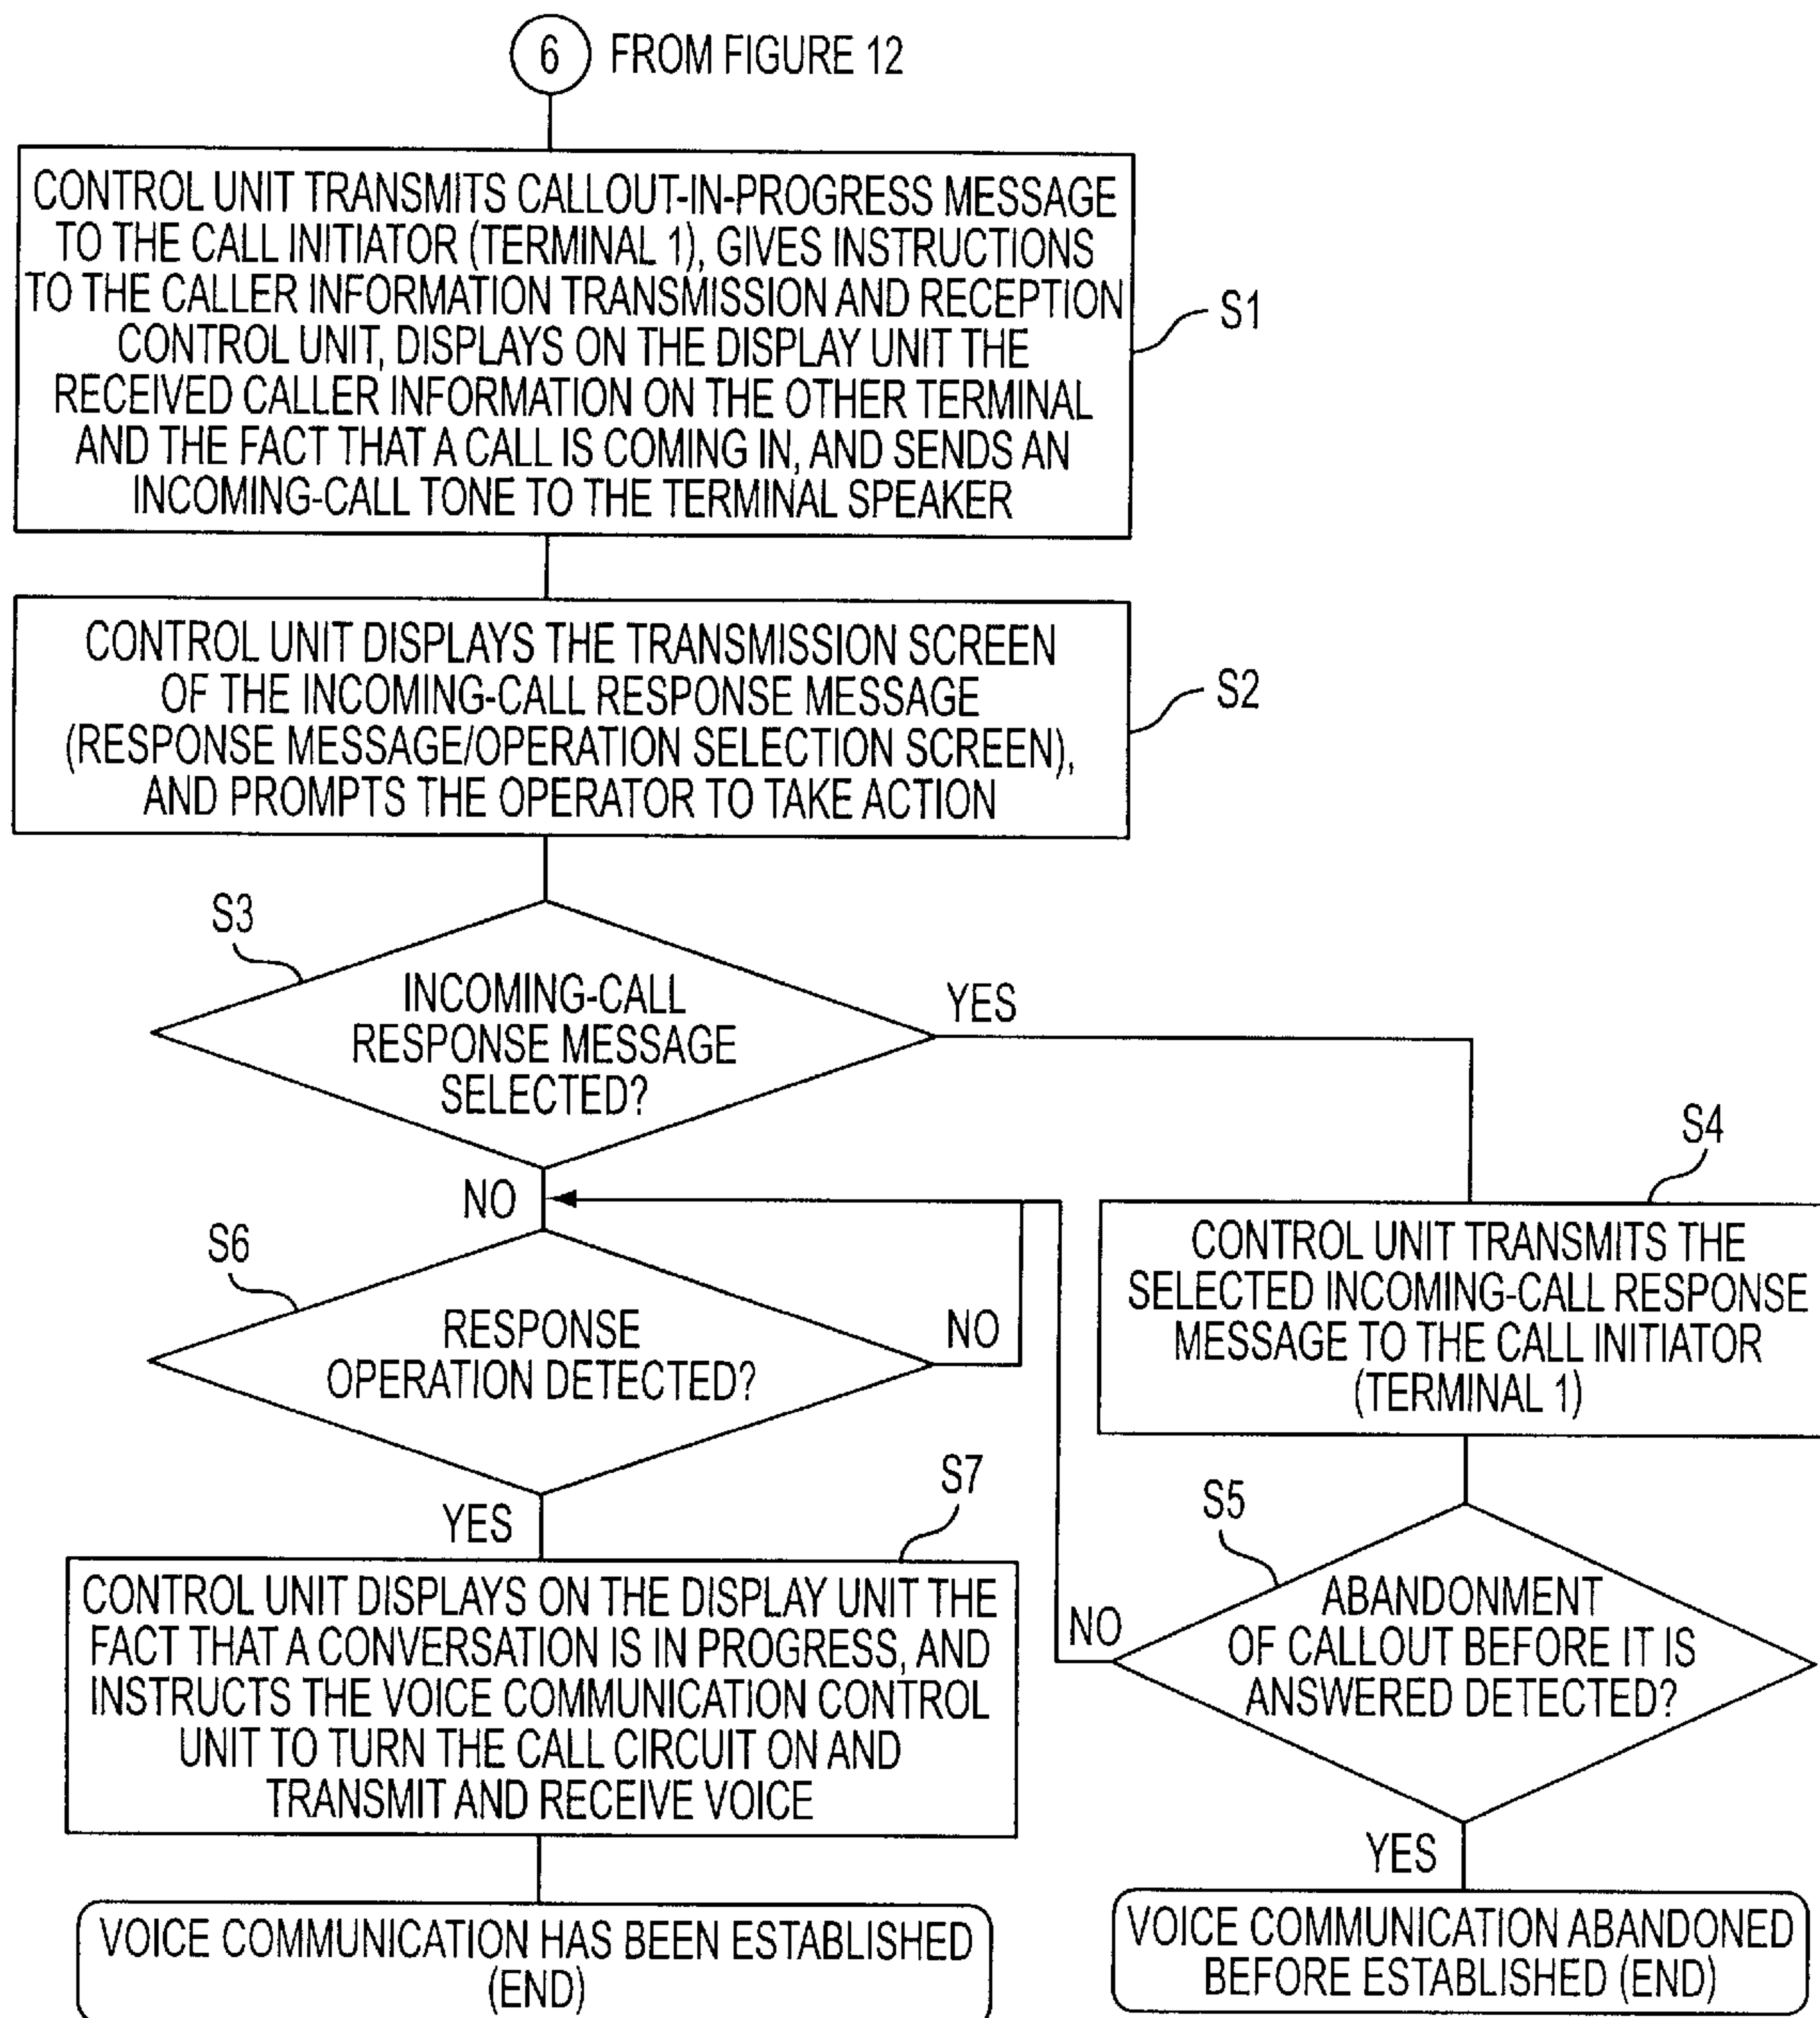 6 FROM FIGURE 12
CONTROL UNIT TRANSMITS CALLOUT-IN-PROGRESS MESSAGE
TO THE CALL INITIATOR (TERMINAL 1), GIVES INSTRUCTIONS
TO THE CALLER INFORMATION TRANSMISSION AND RECEPTION
CONTROL UNIT, DISPLAYS ON THE DISPLAY UNIT THE
RECEIVED CALLER INFORMATION ON THE OTHER TERMINAL
AND THE FACT THAT A CALL IS COMING IN, AND SENDS AN
INCOMING-CALL TONE TO THE TERMINAL SPEAKER
S1
CONTROL UNIT DISPLAYS THE TRANSMISSION SCREEN
OF THE INCOMING-CALL RESPONSE MESSAGE
(RESPONSE MESSAGE/OPERATION SELECTION SCREEN),
AND PROMPTS THE OPERATOR TO TAKE ACTION
S2
S3
INCOMING-CALL
RESPONSE MESSAGE
SELECTED?
YES
NO
S4
CONTROL UNIT TRANSMITS THE
SELECTED INCOMING-CALL RESPONSE
MESSAGE TO THE CALL INITIATOR
(TERMINAL 1)
S6
RESPONSE
OPERATION DETECTED?
NO
YES
S5
ABANDONMENT
OF CALLOUT BEFORE IT IS
ANSWERED DETECTED?
NO
YES
S7
CONTROL UNIT DISPLAYS ON THE DISPLAY UNIT THE
FACT THAT A CONVERSATION IS IN PROGRESS, AND
INSTRUCTS THE VOICE COMMUNICATION CONTROL
UNIT TO TURN THE CALL CIRCUIT ON AND
TRANSMIT AND RECEIVE VOICE
VOICE COMMUNICATION HAS BEEN ESTABLISHED
(END)
VOICE COMMUNICATION ABANDONED
BEFORE ESTABLISHED (END)